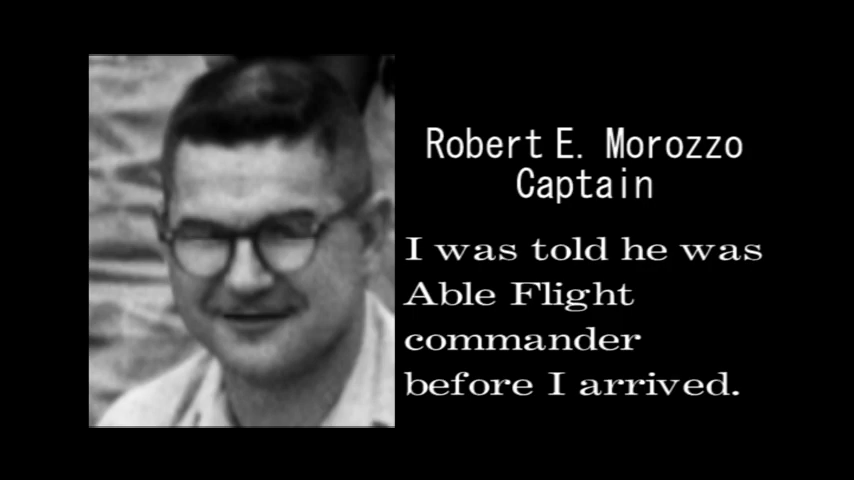 Robert E. Morozzo
Captain
I was told he was
Able Flight
commander
before I arrived.